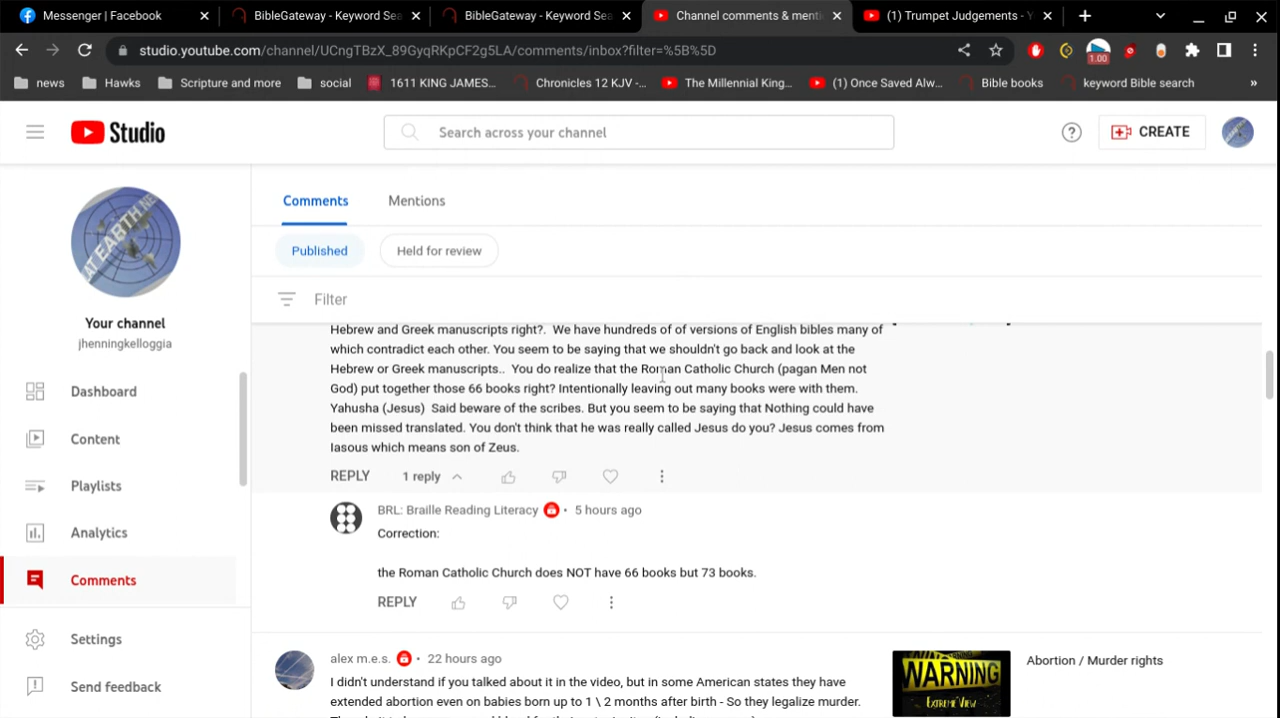 Messenger | Facebook
BibleGateway - Keyword Sea
BibleGateway - Keyword Sea
Channel comments & menti
(1) Trumpet Judgements - Y
studio.youtube.com/channel/UCngTBzX_S9GyqRKpCF2g5LA/comments/inbox?filter=%5B%5D
1.00
news
Hawks
Scripture and more
social
1611 KING JAMES...
Chronicles 12 KJV -...
The Millennial King...
(1) Once Saved Alw...
Bible books
keyword Bible search
»
Studio
Search across your channel
CREATE
AT EARTH NE
Your channel
jhenningkelloggia
Dashboard
Content
Playlists
Analytics
Comments
Settings
Send feedback
Comments
Mentions
Published
Held for review
Filter
Hebrew and Greek manuscripts right?. We have hundreds of of versions of English bibles many of
which contradict each other. You seem to be saying that we shouldn't go back and look at the
Hebrew or Greek manuscripts.. You do realize that the Roman Catholic Church (pagan Men not
God) put together those 66 books right? Intentionally leaving out many books were with them.
Yahusha (Jesus) Said beware of the scribes. But you seem to be saying that Nothing could have
been missed translated. You don't think that he was really called Jesus do you? Jesus comes from
Iasous which means son of Zeus.
REPLY
1 reply
BRL: Braille Reading Literacy • 5 hours ago
Correction:
the Roman Catholic Church does NOT have 66 books but 73 books.
REPLY
alex m.e.s. • 22 hours ago
I didn't understand if you talked about it in the video, but in some American states they have
extended abortion even on babies born up to 1 \ 2 months after birth - So they legalize murder.
WARNING
EXTREME VIEW
Abortion / Murder rights